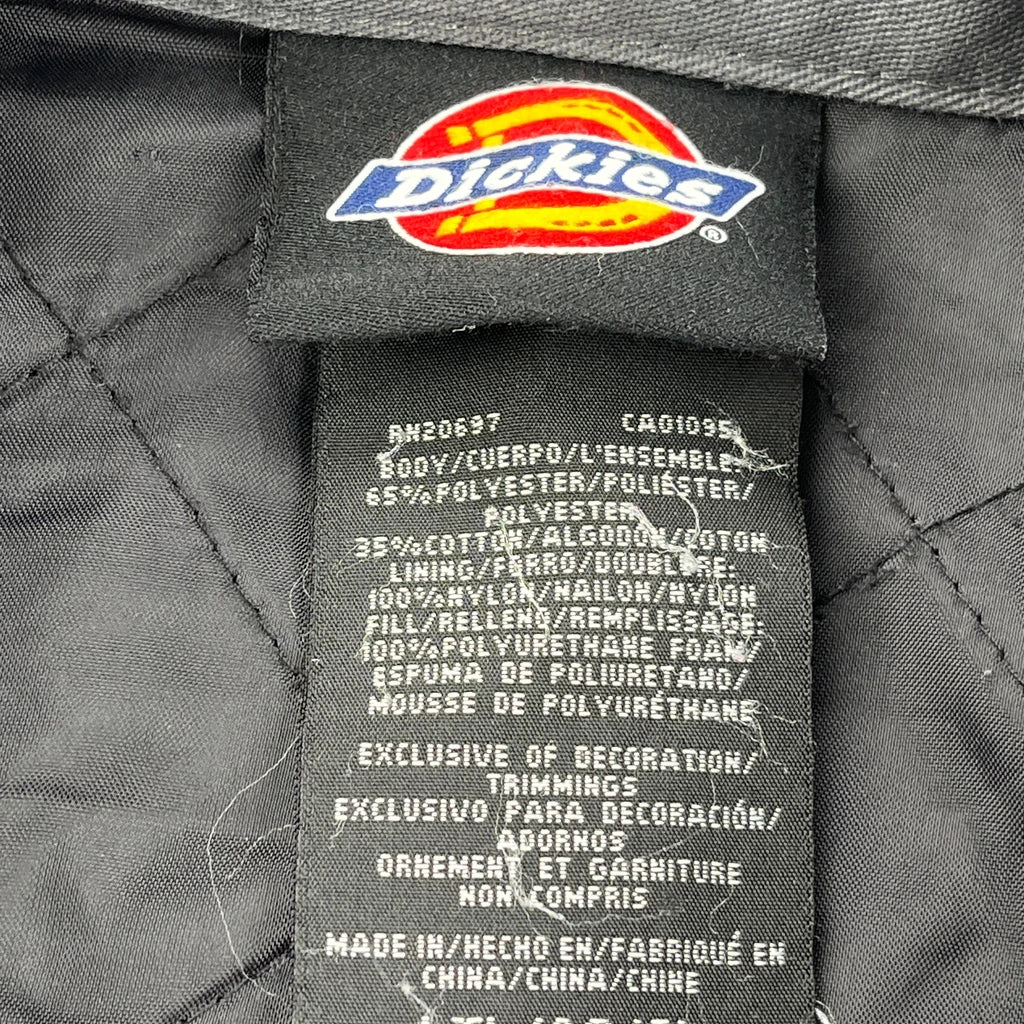 Dickies®
RN20697 CA01095
BODY/CUERPO/L'ENSEMBLE:
65%POLYESTER/POLIÉSTER/
POLYESTER
35%COTTON/ALGODON/COTON
LINING/FORRO/DOUBLURE:
100%NYLON/NAILON/NYLON
FILL/RELLENO/REMPLISSAGE:
100%POLYURETHANE FOAM/
ESPUMA DE POLIURETANO/
MOUSSE DE POLYURÉTHANE
EXCLUSIVE OF DECORATION/
TRIMMINGS
EXCLUSIVO PARA DECORACIÓN/
ADORNOS
ORNEMENT ET GARNITURE
NON COMPRIS
MADE IN/HECHO EN/FABRIQUÉ EN
CHINA/CHINA/CHINE